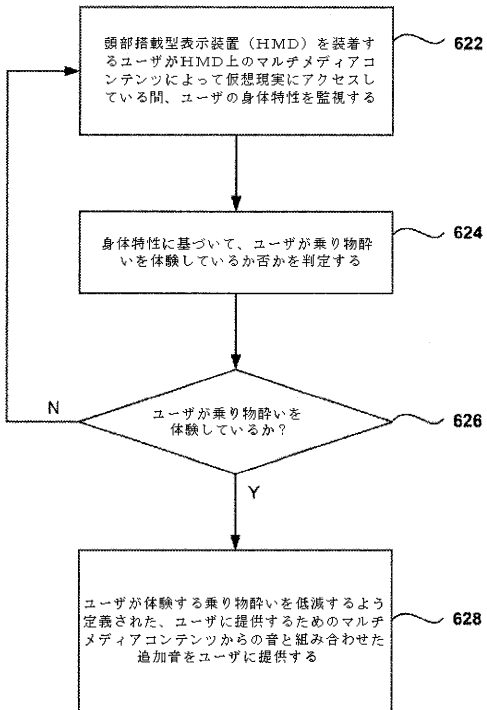 頭部搭載型表示装置（HMD）を装着す
るユーザがHMD上のマルチメディアコ
ンテンツによって仮想現実にアクセスし
ている間、ユーザの身体特性を監視する
622
身体特性に基づいて、ユーザが乗り物酔
いを体験しているか否かを判定する
624
ユーザが乗り物酔いを
体験しているか？
626
N
Y
ユーザが体験する乗り物酔いを低減するよう
定義された、ユーザに提供するためのマルチ
メディアコンテンツからの音と組み合わせた
追加音をユーザに提供する
628